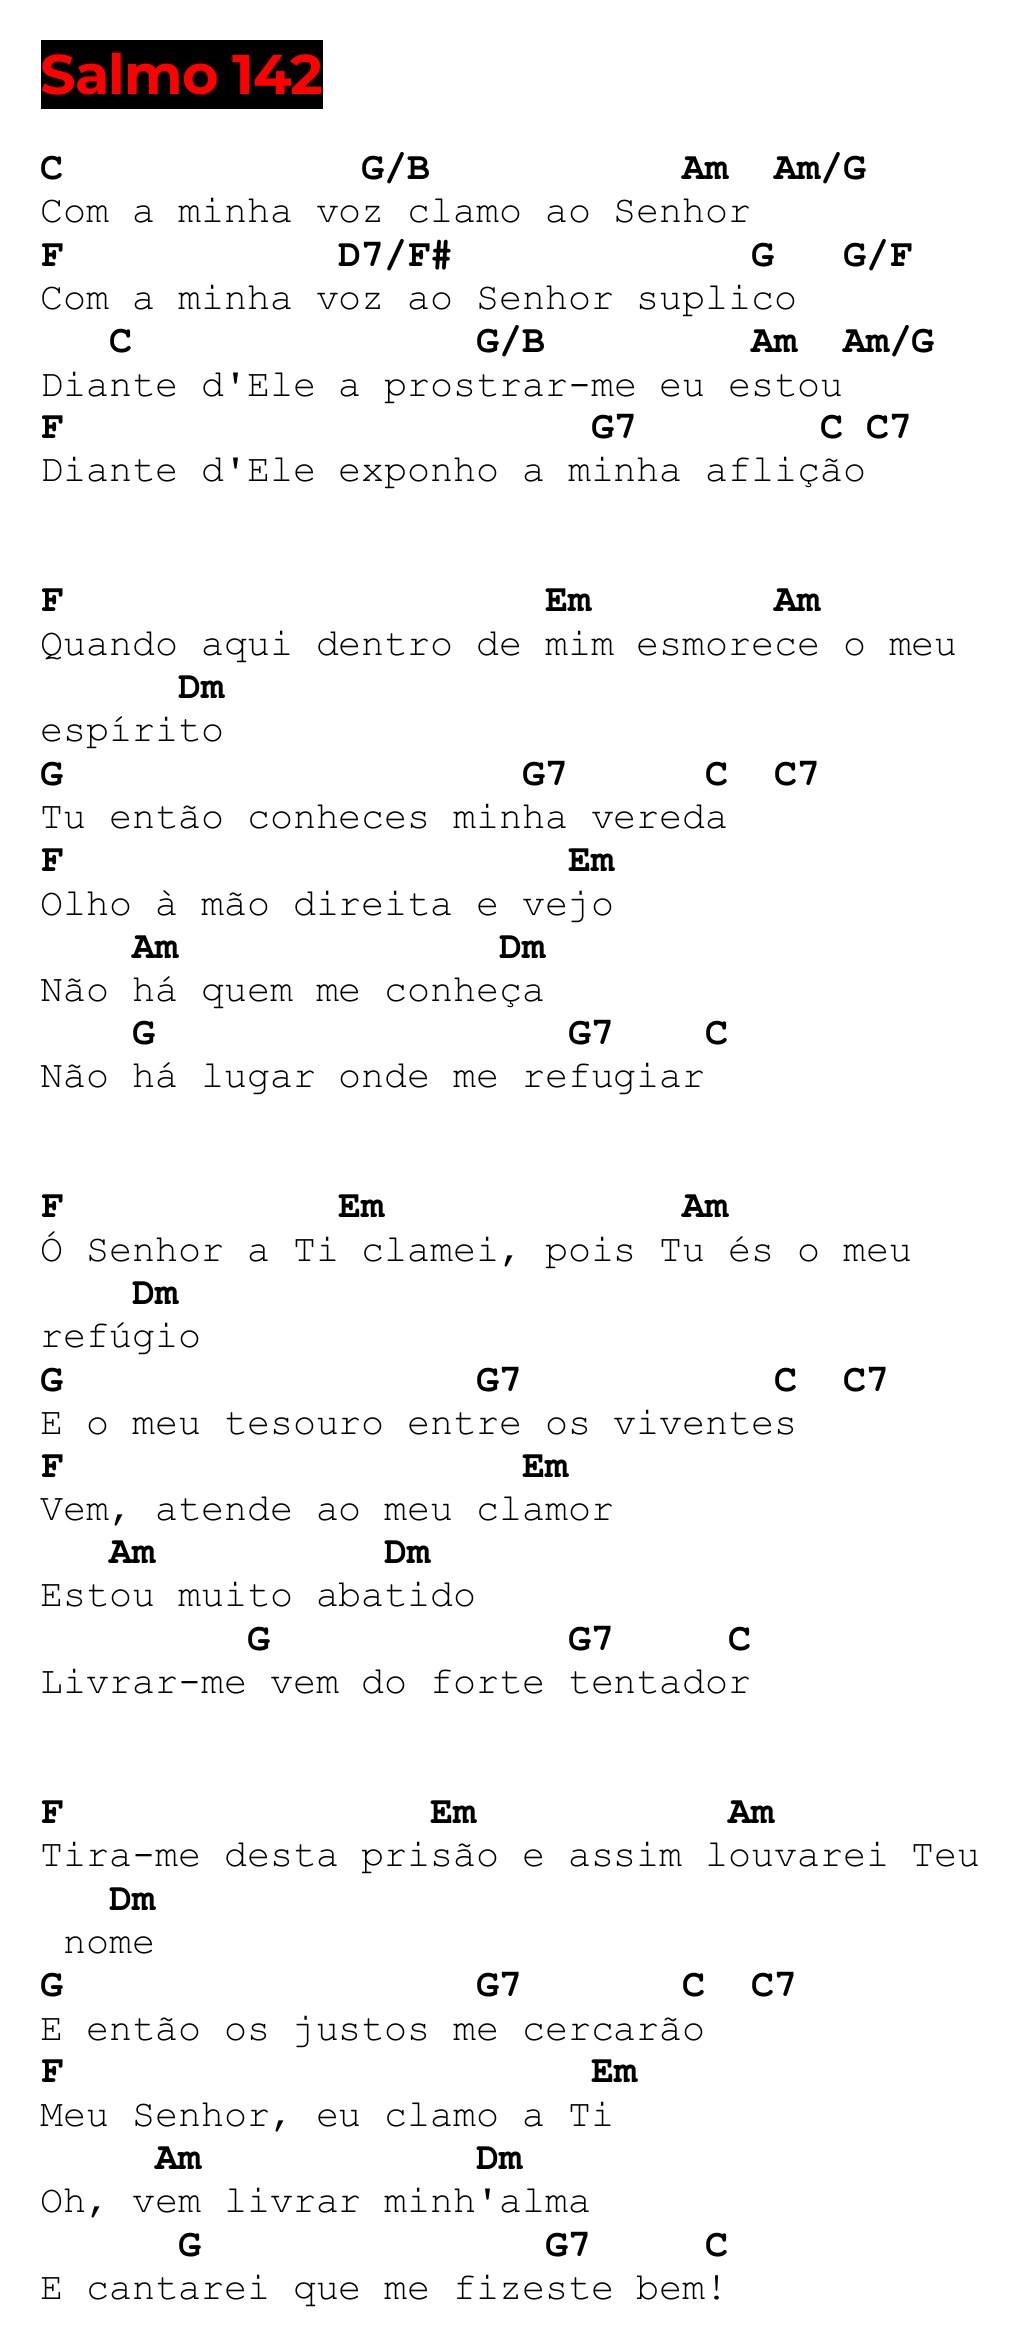 Salmo 142
C             G/B           Am  Am/G
Com a minha voz clamo ao Senhor
F            D7/F#             G   G/F
Com a minha voz ao Senhor suplico
   C               G/B         Am  Am/G
Diante d'Ele a prostrar-me eu estou
F                       G7        C C7
Diante d'Ele exponho a minha aflição
F                     Em        Am
Quando aqui dentro de mim esmorece o meu
      Dm
espírito
G                    G7      C  C7
Tu então conheces minha vereda
F                      Em
Olho à mão direita e vejo
    Am              Dm
Não há quem me conheça
    G                  G7    C
Não há lugar onde me refugiar
F            Em             Am
Ó Senhor a Ti clamei, pois Tu és o meu
    Dm
refúgio
G                  G7           C  C7
E o meu tesouro entre os viventes
F                    Em
Vem, atende ao meu clamor
   Am          Dm
Estou muito abatido
         G             G7     C
Livrar-me vem do forte tentador
F                Em           Am
Tira-me desta prisão e assim louvarei Teu
   Dm
 nome
G                  G7       C  C7
E então os justos me cercarão
F                       Em
Meu Senhor, eu clamo a Ti
     Am            Dm
Oh, vem livrar minh'alma
      G               G7     C
E cantarei que me fizeste bem!